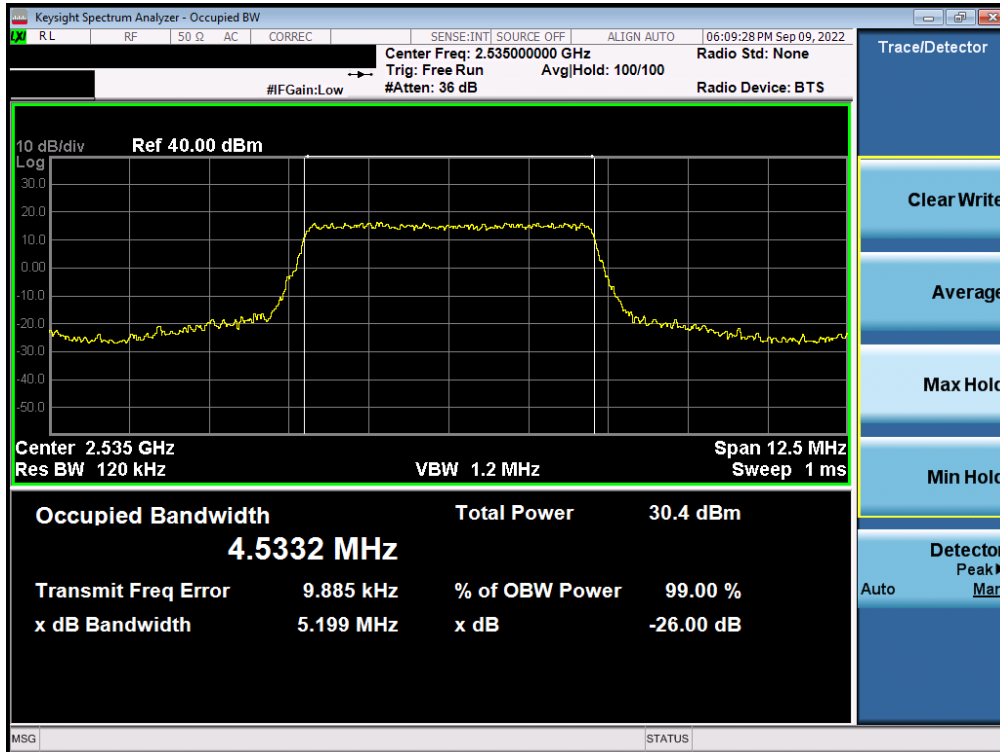 Keysight Spectrum Analyzer - Occupied BW
LXI RL RF 50 Ω AC CORREC SENSE:INT SOURCE OFF ALIGN AUTO 06:09:28 PM Sep 09, 2022
Center Freq: 2.535000000 GHz Radio Std: None
Trig: Free Run Avg|Hold: 100/100
#IFGain:Low #Atten: 36 dB Radio Device: BTS
10 dB/div Ref 40.00 dBm
Log
30.0
20.0
10.0
0.00
-10.0
-20.0
-30.0
-40.0
-50.0
Center 2.535 GHz Span 12.5 MHz
Res BW 120 kHz VBW 1.2 MHz Sweep 1 ms
Occupied Bandwidth Total Power 30.4 dBm
4.5332 MHz
Transmit Freq Error 9.885 kHz % of OBW Power 99.00 %
x dB Bandwidth 5.199 MHz x dB -26.00 dB
MSG STATUS
Trace/Detector
Clear Write
Average
Max Hold
Min Hold
Detector
Peak
Auto Man